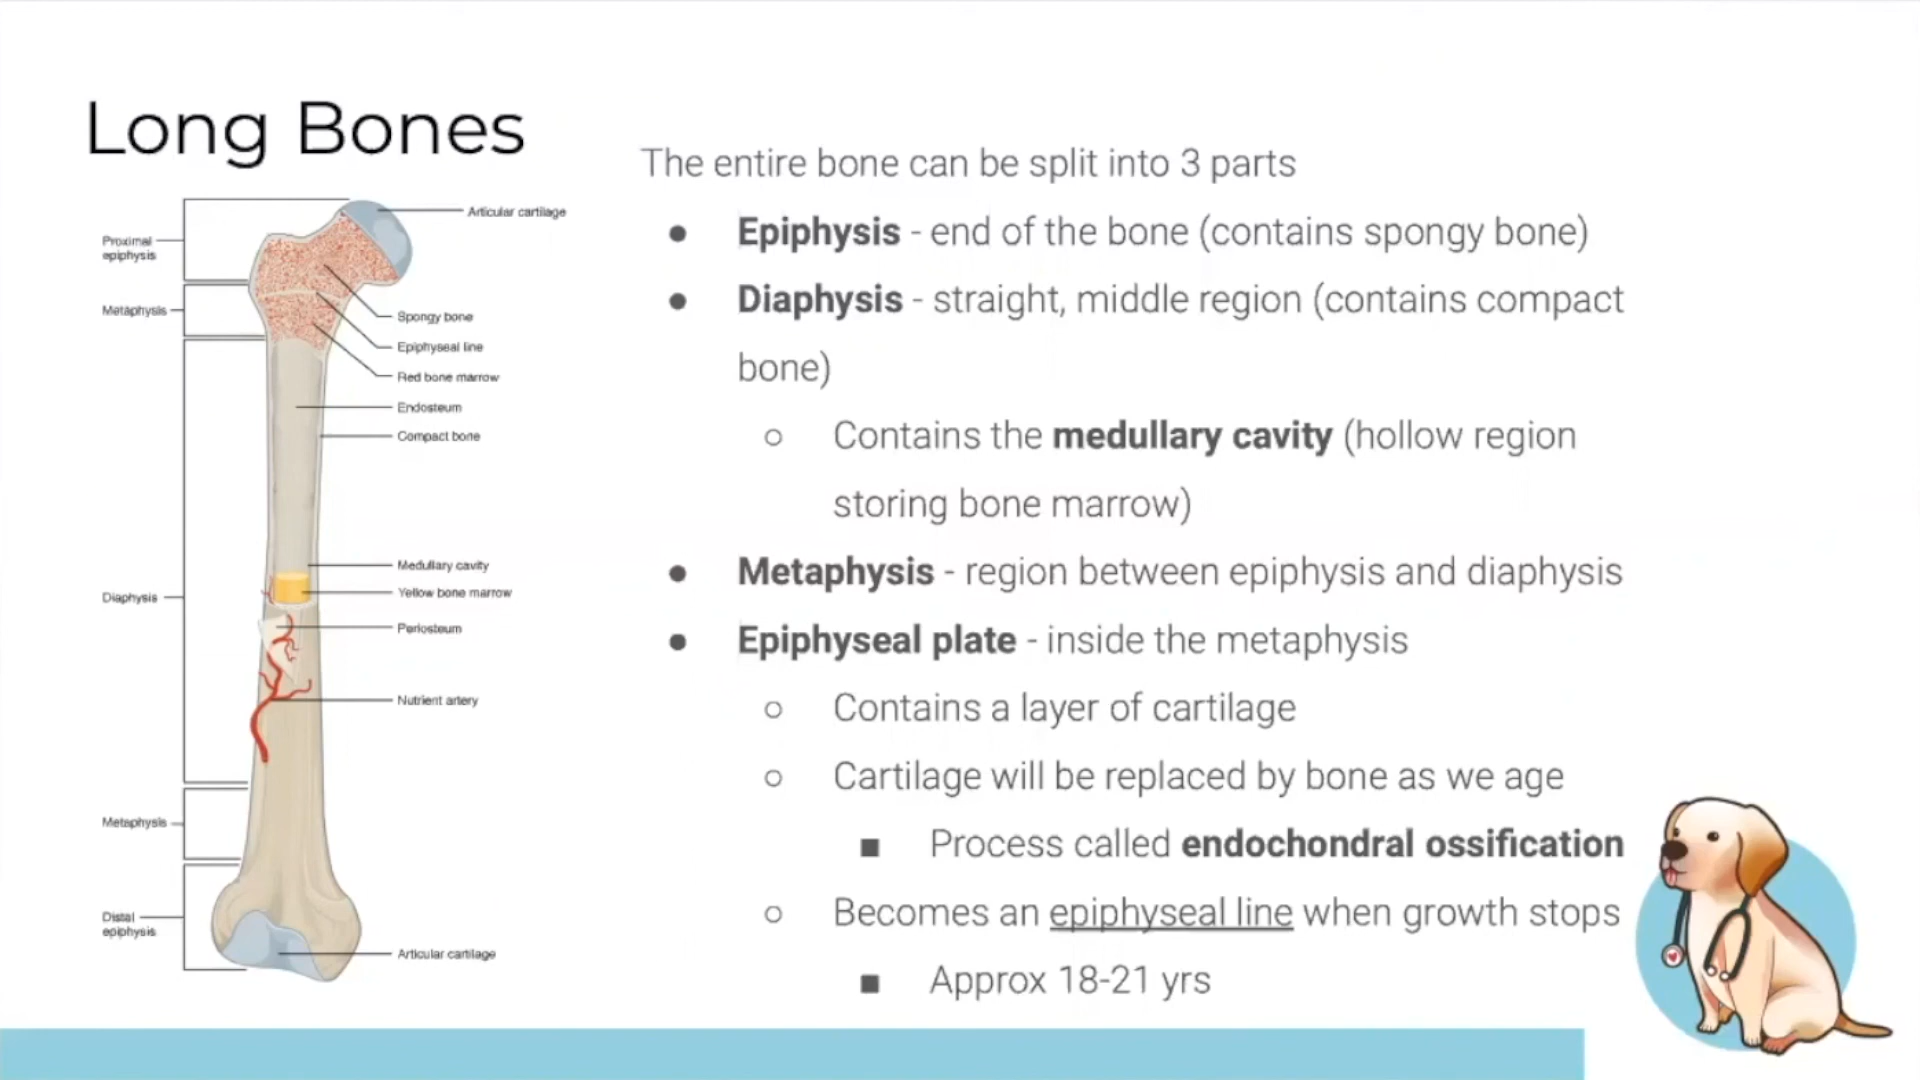 Long Bones
Articular cartilage
Proximal
epiphysis
Metaphysis
Spongy bone
Epiphyseal line
Red bone marrow
Endosteum
Compact bone
Medullary cavity
Diaphysis
Yellow bone marrow
Periosteum
Nutrient artery
Metaphysis
Distal
epiphysis
Articular cartilage
The entire bone can be split into 3 parts
● Epiphysis - end of the bone (contains spongy bone)
● Diaphysis - straight, middle region (contains compact
bone)
○ Contains the medullary cavity (hollow region
storing bone marrow)
● Metaphysis - region between epiphysis and diaphysis
● Epiphyseal plate - inside the metaphysis
○ Contains a layer of cartilage
○ Cartilage will be replaced by bone as we age
■ Process called endochondral ossification
○ Becomes an epiphyseal line when growth stops
■ Approx 18-21 yrs